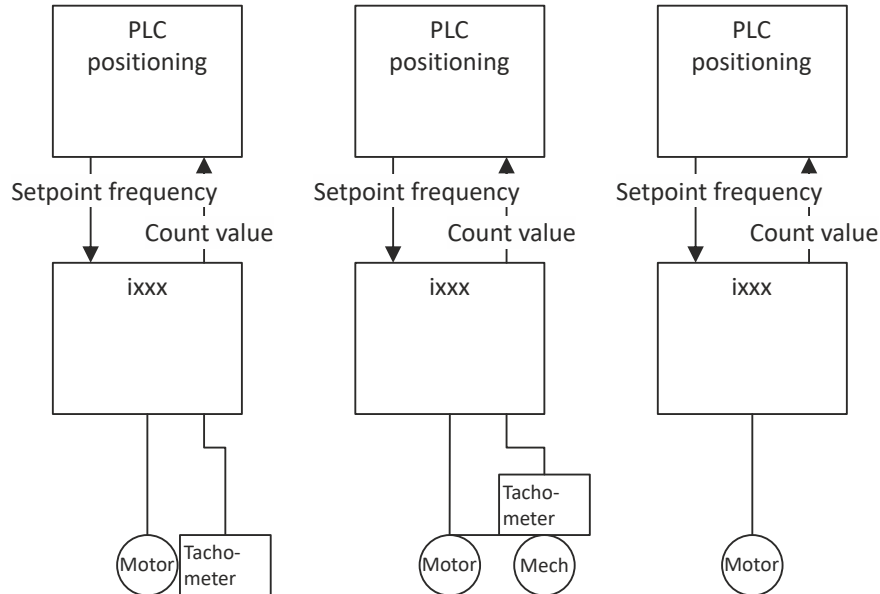 PLC
positioning
Setpoint frequency
Count value
ixxx
Motor
Tacho-
meter
PLC
positioning
Setpoint frequency
Count value
ixxx
Tacho-
meter
Motor
Mech
PLC
positioning
Setpoint frequency
Count value
ixxx
Motor